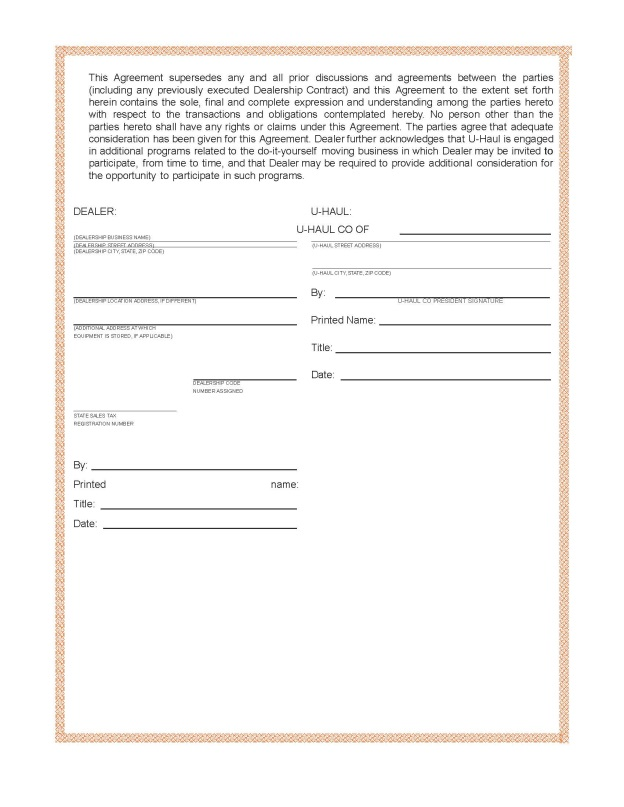 This Agreement supersedes any and all prior discussions and agreements between the parties
(including any previously executed Dealership Contract) and this Agreement to the extent set forth
herein contains the sole, final and complete expression and understanding among the parties hereto
with respect to the transactions and obligations contemplated hereby. No person other than the
parties hereto shall have any rights or claims under this Agreement. The parties agree that adequate
consideration has been given for this Agreement. Dealer further acknowledges that U-Haul is engaged
in additional programs related to the do-it-yourself moving business in which Dealer may be invited to
participate, from time to time, and that Dealer may be required to provide additional consideration for
the opportunity to participate in such programs.
DEALER:
(DEALERSHIP BUSINESS NAME)
(DEALERSHIP STREET ADDRESS)
(DEALERSHIP CITY, STATE, ZIP CODE)
(DEALERSHIP LOCATION ADDRESS, IF DIFFERENT)
(ADDITIONAL ADDRESS AT WHICH
EQUIPMENT IS STORED, IF APPLICABLE)
DEALERSHIP CODE
NUMBER ASSIGNED
STATE SALES TAX
REGISTRATION NUMBER
By:
Printed name:
Title:
Date:
U-HAUL:
U-HAUL CO OF
(U-HAUL STREET ADDRESS)
(U-HAUL CITY, STATE, ZIP CODE)
By:
U-HAUL CO PRESIDENT SIGNATURE
Printed Name:
Title:
Date: